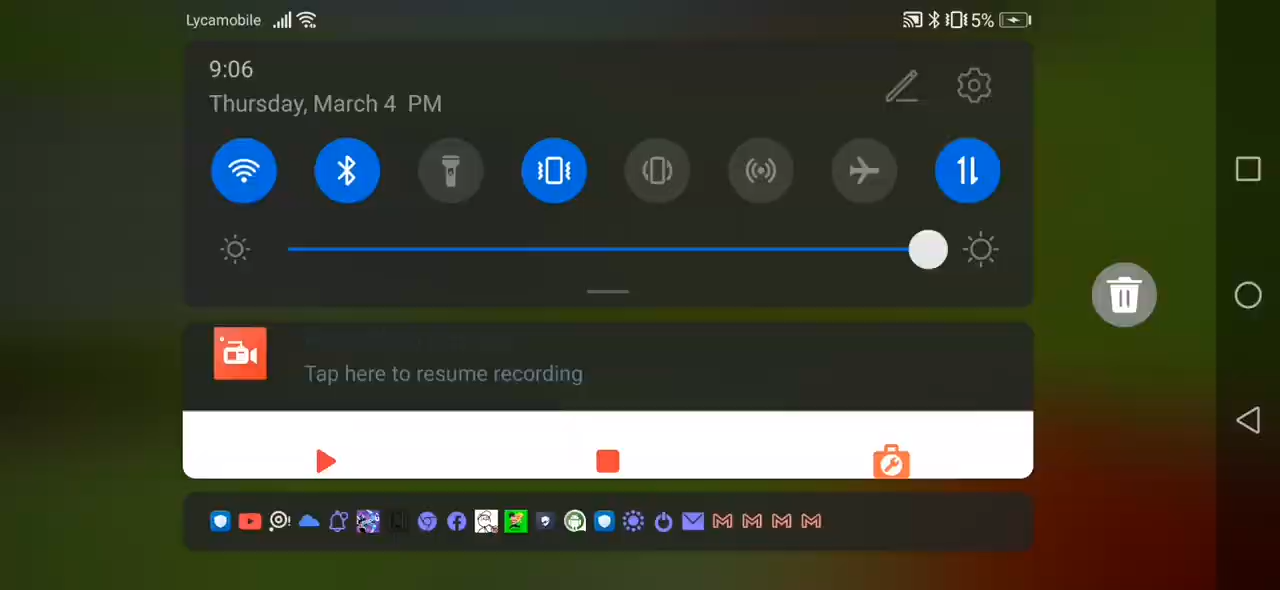 Lycamobile
5%
9:06
Thursday, March 4 PM
Tap here to resume recording